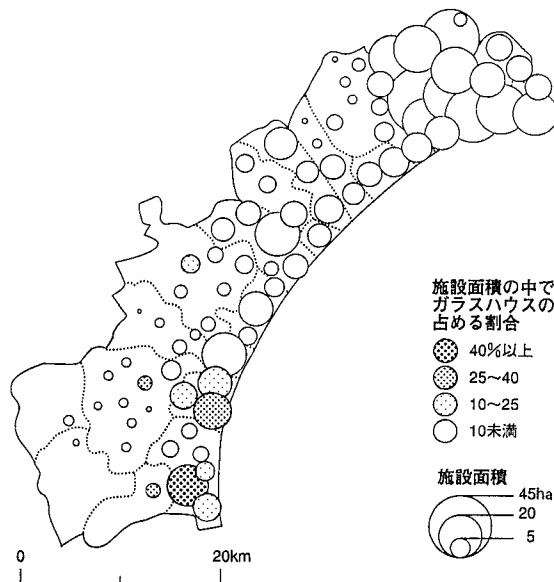 施設面積の中で
ガラスハウスの
占める割合
40%以上
25〜40
10〜25
10未満
施設面積
45ha
20
5
0 20km